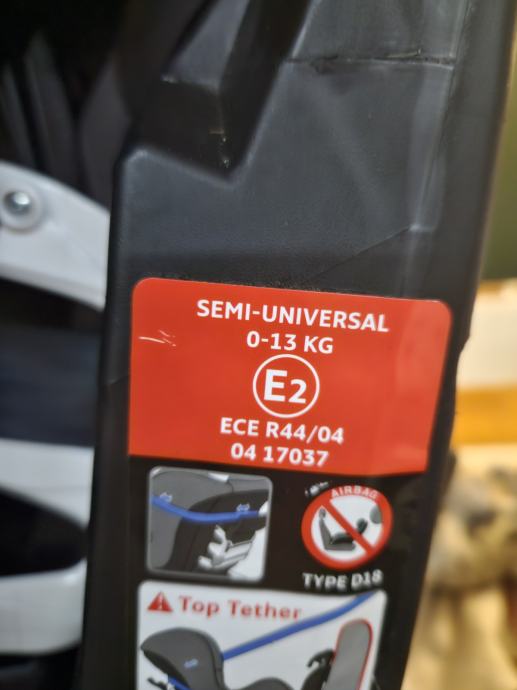 SEMI-UNIVERSAL
0-13 KG
E2
ECE R44/04
04 17037
AIRBAG
TYPE D18
Top Tether